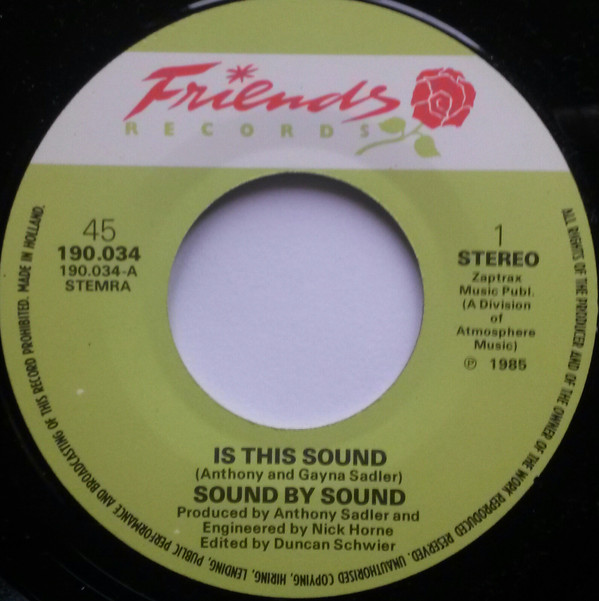 Friends
RECORDS
45
190.034
190.034-A
STEMRA
1
STEREO
Zaptrax
Music Publ.
(A Division
of
Atmosphere
Music)
℗ 1985
IS THIS SOUND
(Anthony and Gayna Sadler)
SOUND BY SOUND
Produced by Anthony Sadler and
Engineered by Nick Horne
Edited by Duncan Schwier
ALL RIGHTS OF THE PRODUCER AND OF THE OWNER OF THE WORK REPRODUCED RESERVED. UNAUTHORISED COPYING, HIRING, LENDING, PUBLIC PERFORMANCE AND BROADCASTING OF THIS RECORD PROHIBITED. MADE IN HOLLAND.